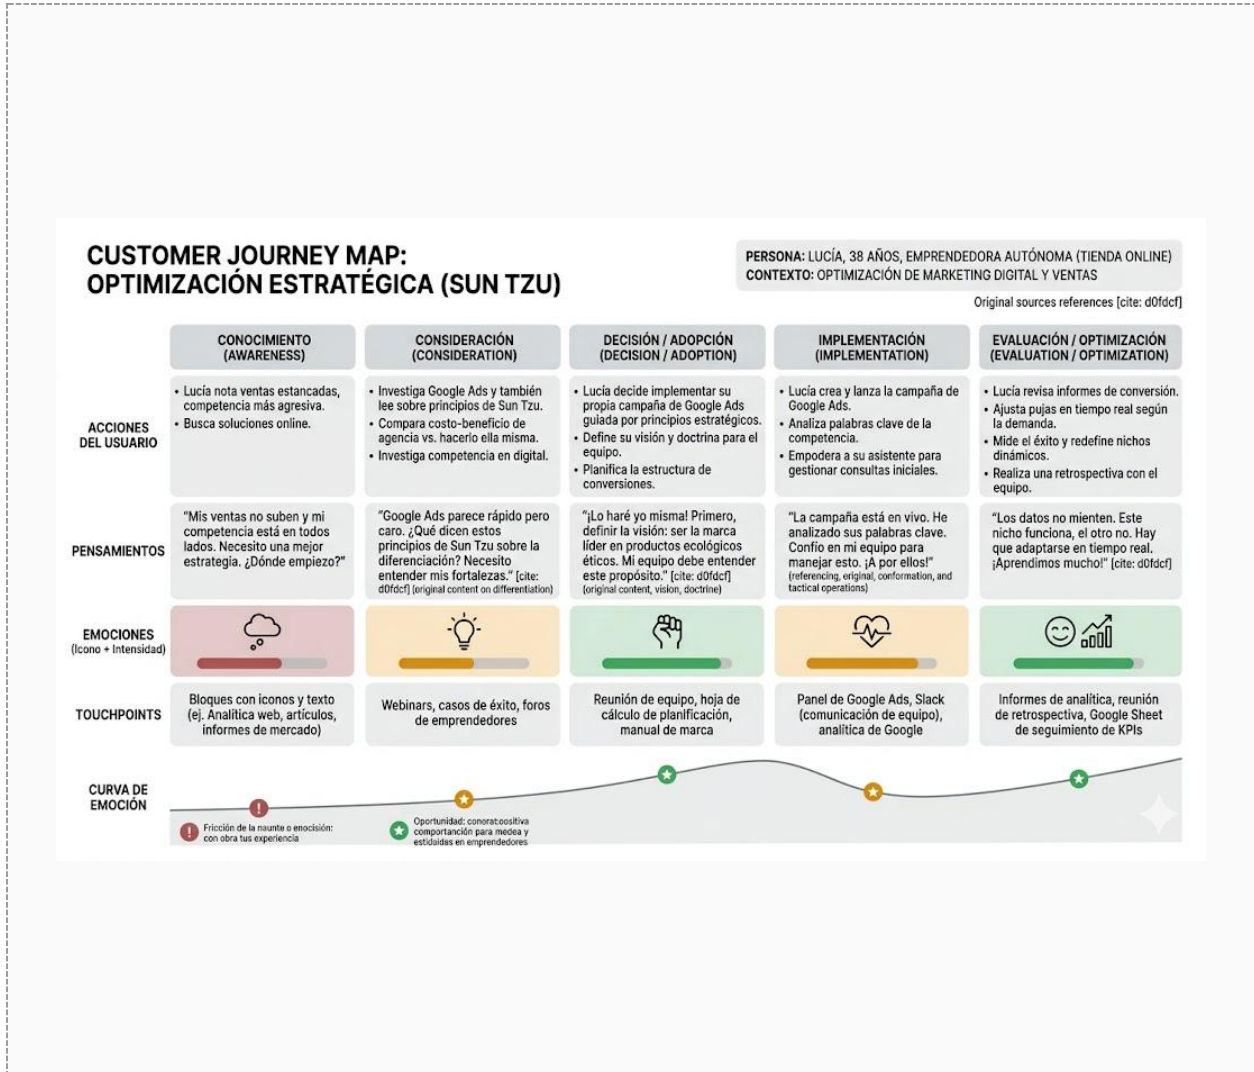 CUSTOMER JOURNEY MAP:
OPTIMIZACIÓN ESTRATÉGICA (SUN TZU)
PERSONA: LUCÍA, 38 AÑOS, EMPRENDEDORA AUTÓNOMA (TIENDA ONLINE)
CONTEXTO: OPTIMIZACIÓN DE MARKETING DIGITAL Y VENTAS
Original sources references [cite: d0fdcf]
CONOCIMIENTO
(AWARENESS)
CONSIDERACIÓN
(CONSIDERATION)
DECISIÓN / ADOPCIÓN
(DECISION / ADOPTION)
IMPLEMENTACIÓN
(IMPLEMENTATION)
EVALUACIÓN / OPTIMIZACIÓN
(EVALUATION / OPTIMIZATION)
ACCIONES
DEL USUARIO
• Lucía nota ventas estancadas,
competencia más agresiva.
• Busca soluciones online.
• Investiga Google Ads y también
lee sobre principios de Sun Tzu.
• Compara costo-beneficio de
agencia vs. hacerlo ella misma.
• Investiga competencia en digital.
• Lucía decide implementar su
propia campaña de Google Ads
guiada por principios estratégicos.
• Define su visión y doctrina para el
equipo.
• Planifica la estructura de
conversiones.
• Lucía crea y lanza la campaña de
Google Ads.
• Analiza palabras clave de la
competencia.
• Empodera a su asistente para
gestionar consultas iniciales.
• Lucía revisa informes de conversión.
• Ajusta pujas en tiempo real según
la demanda.
• Mide el éxito y redefine nichos
dinámicos.
• Realiza una retrospectiva con el
equipo.
PENSAMIENTOS
“Mis ventas no suben y mi
competencia está en todos
lados. Necesito una mejor
estrategia. ¿Dónde empiezo?”
“Google Ads parece rápido pero
caro. ¿Qué dicen estos
principios de Sun Tzu sobre la
diferenciación? Necesito
entender mis fortalezas.” [cite:
d0fdcf] (original content on differentiation)
“¡Lo haré yo misma! Primero,
definir la visión: ser la marca
líder en productos ecológicos
éticos. Mi equipo debe entender
este propósito.” [cite: d0fdcf]
(original content, vision, doctrine)
“La campaña está en vivo. He
analizado sus palabras clave.
Confío en mi equipo para
manejar esto. ¡A por ellos!”
(referencing, eriginal, conformation, and
tactical operations)
“Los datos no mienten. Este
nicho funciona, el otro no. Hay
que adaptarse en tiempo real.
¡Aprendimos mucho!” [cite: d0fdcf]
EMOCIONES
(Icono + Intensidad)
TOUCHPOINTS
Bloques con iconos y texto
(ej. Analítica web, artículos,
informes de mercado)
Webinars, casos de éxito, foros
de emprendedores
Reunión de equipo, hoja de
cálculo de planificación,
manual de marca
Panel de Google Ads, Slack
(comunicación de equipo),
analítica de Google
Informes de analítica, reunión
de retrospectiva, Google Sheet
de seguimiento de KPIs
CURVA DE
EMOCIÓN
Fricción de la naunte o enocisión:
con obra tus experiencia
Oportunidad:
comportanción para medea y
en emprendedores